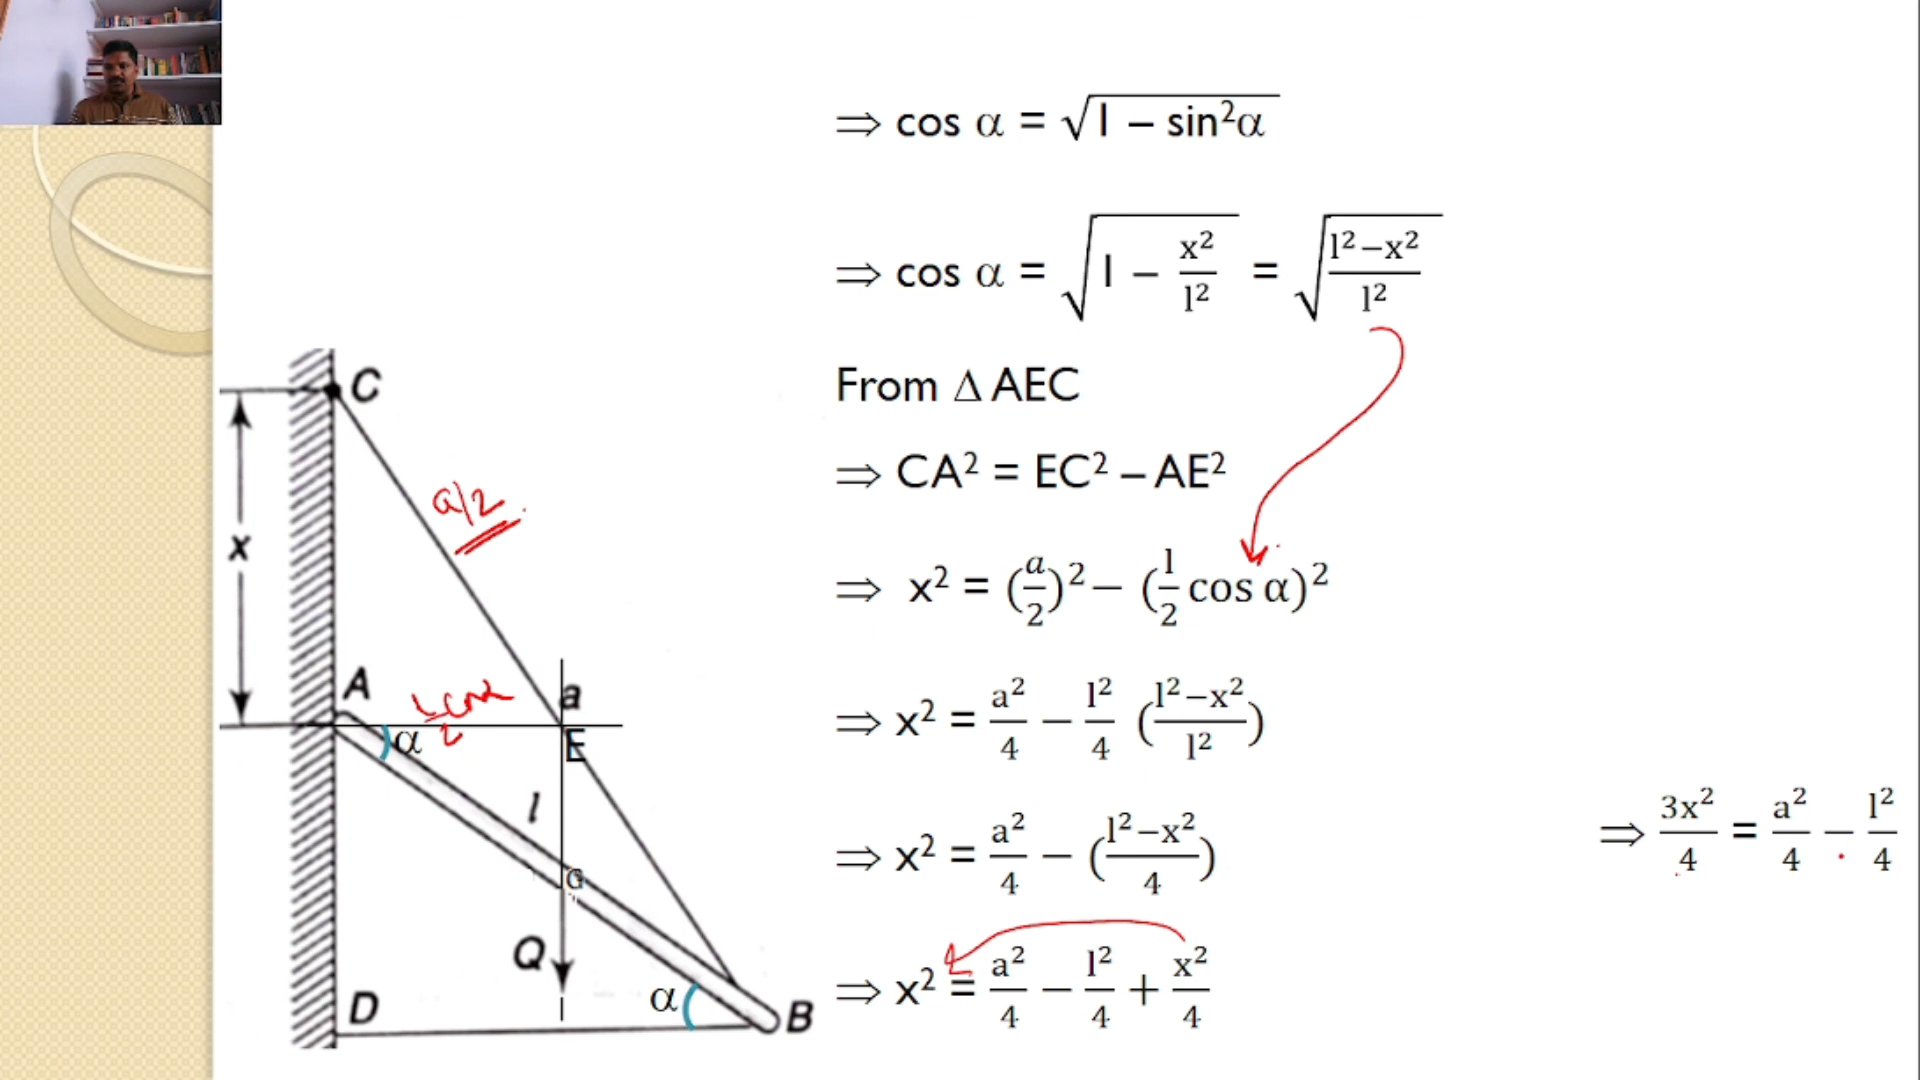 ⇒ cos α = √1 – sin²α
⇒ cos α = √1 – x²/l² = √l²–x²/l²
From Δ AEC
⇒ CA² = EC² – AE²
⇒ x² = (a/2)² – (l/2 cos α)²
⇒ x² = a²/4 – l²/4 (l²–x²/l²)
⇒ x² = a²/4 – (l²–x²/4)
⇒ x² = a²/4 – l²/4 + x²/4
⇒ 3x²/4 = a²/4 – l²/4
C
a/2
x
A
a
α
E
l
G
Q
D
α
B